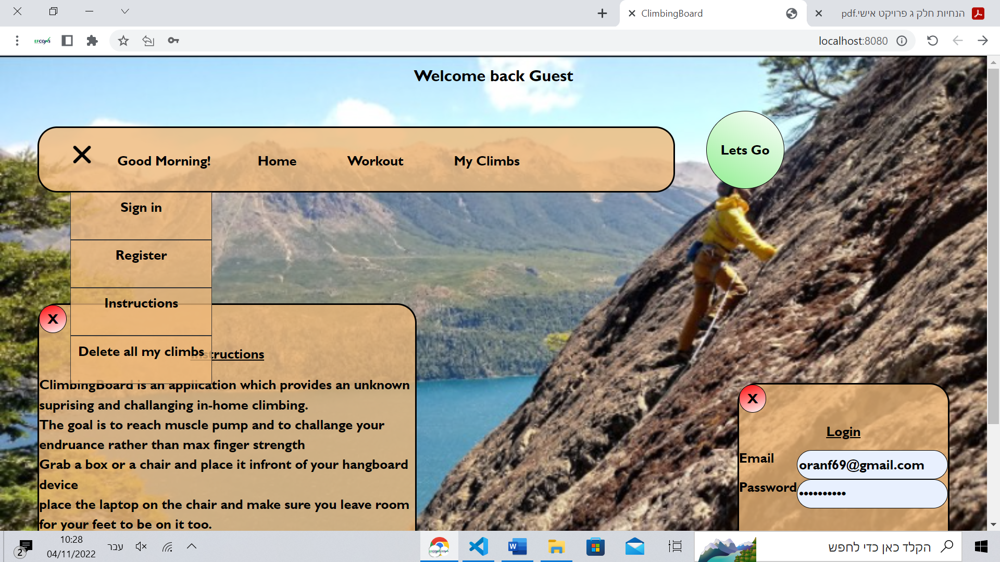 ClimbingBoard
הנחיות חלק ג פרויקט אישי.pdf
EFCONS
localhost:8080
Welcome back Guest
Good Morning! Home Workout My Climbs
Lets Go
Sign in
Register
Instructions
Delete all my climbs
X
structions
ClimbingBoard is an application which provides an unknown
suprising and challanging in-home climbing.
The goal is to reach muscle pump and to challange your
endruance rather than max finger strength
Grab a box or a chair and place it infront of your hangboard
device
place the laptop on the chair and make sure you leave room
for your feet to be on it too.
X
Login
Email oranf69@gmail.com
Password ••••••••••
2
10:28
04/11/2022
עבר
הקלד כאן כדי לחפש